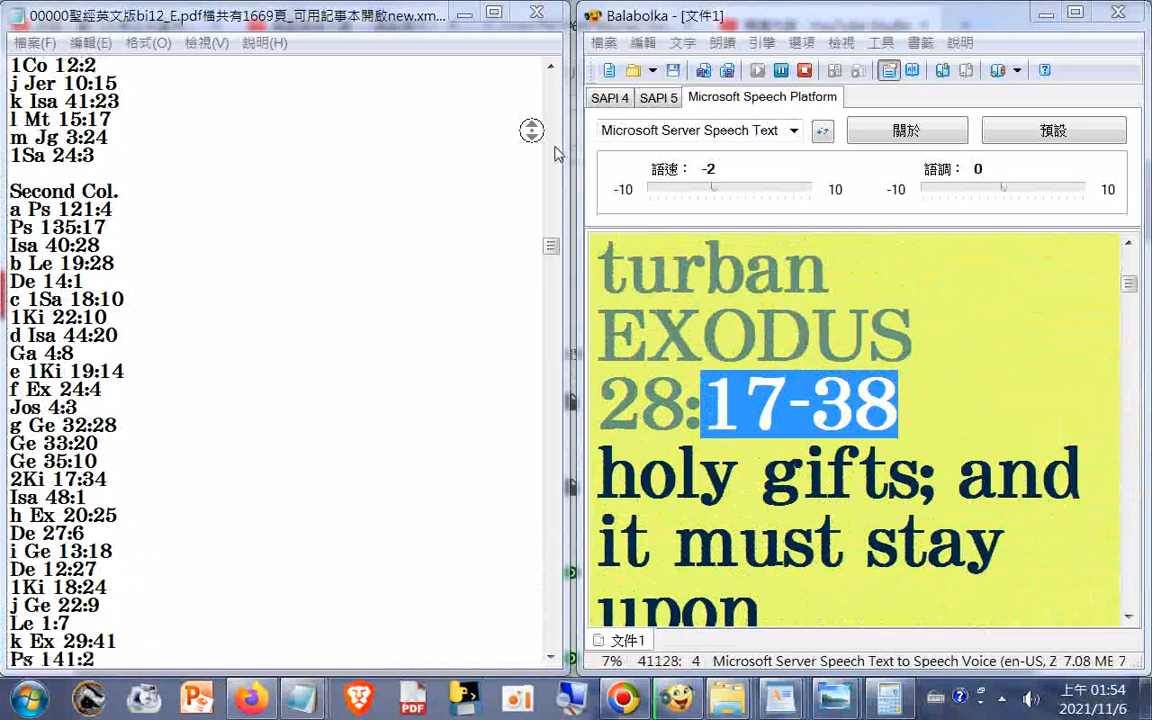 00000聖經英文版bi12_E.pdf檔共有1669頁_可用記事本開啟new.xm...
檔案(F) 編輯(E) 格式(O) 檢視(V) 說明(H)
1Co 12:2
j Jer 10:15
k Isa 41:23
l Mt 15:17
m Jg 3:24
1Sa 24:3
Second Col.
a Ps 121:4
Ps 135:17
Isa 40:28
b Le 19:28
De 14:1
c 1Sa 18:10
1Ki 22:10
d Isa 44:20
Ga 4:8
e 1Ki 19:14
f Ex 24:4
Jos 4:3
g Ge 32:28
Ge 33:20
Ge 35:10
2Ki 17:34
Isa 48:1
h Ex 20:25
De 27:6
i Ge 13:18
De 12:27
1Ki 18:24
j Ge 22:9
Le 1:7
k Ex 29:41
Ps 141:2
Balabolka - [文件1]
檔案 編輯 文字 朗讀 引擎 選項 檢視 工具 書籤 說明
SAPI 4 SAPI 5 Microsoft Speech Platform
Microsoft Server Speech Text 關於 預設
語速： -2 語調： 0
-10 10 -10 10
turban
EXODUS
28:17-38
holy gifts; and
it must stay
upon
文件1
7% 41128: 4 Microsoft Server Speech Text to Speech Voice (en-US, Z 7.08 ME 7
PDF
上午 01:54
2021/11/6